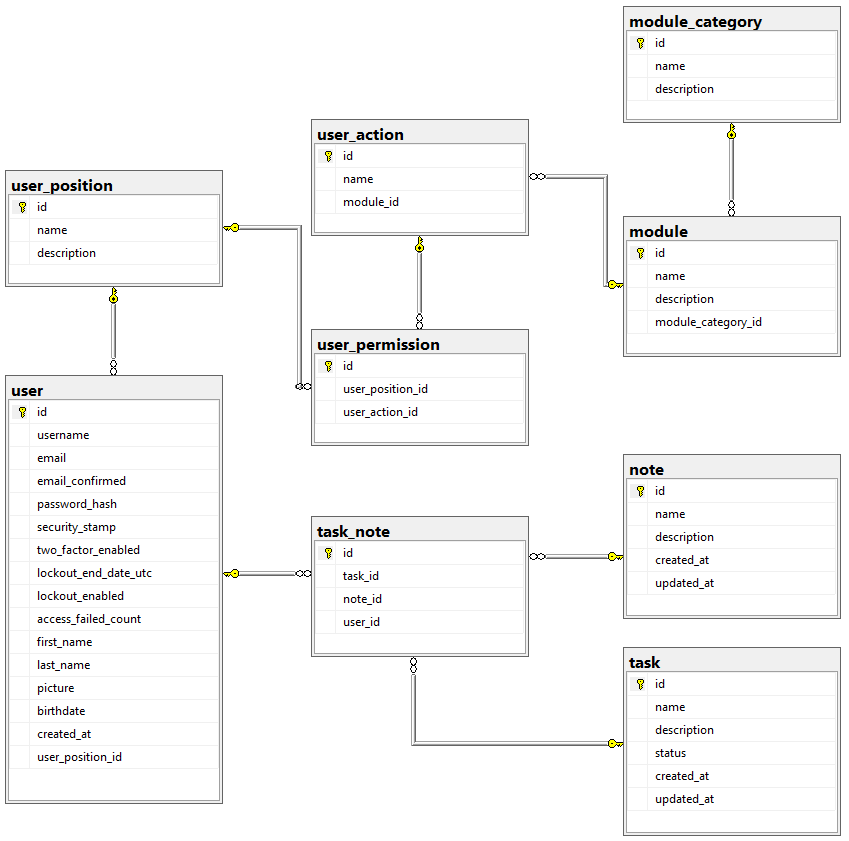 module_category
id
name
description
user_action
id
name
module_id
user_position
id
name
description
module
id
name
description
module_category_id
user_permission
id
user_position_id
user_action_id
user
id
username
email
email_confirmed
password_hash
security_stamp
two_factor_enabled
lockout_end_date_utc
lockout_enabled
access_failed_count
first_name
last_name
picture
birthdate
created_at
user_position_id
note
id
name
description
created_at
updated_at
task_note
id
task_id
note_id
user_id
task
id
name
description
status
created_at
updated_at